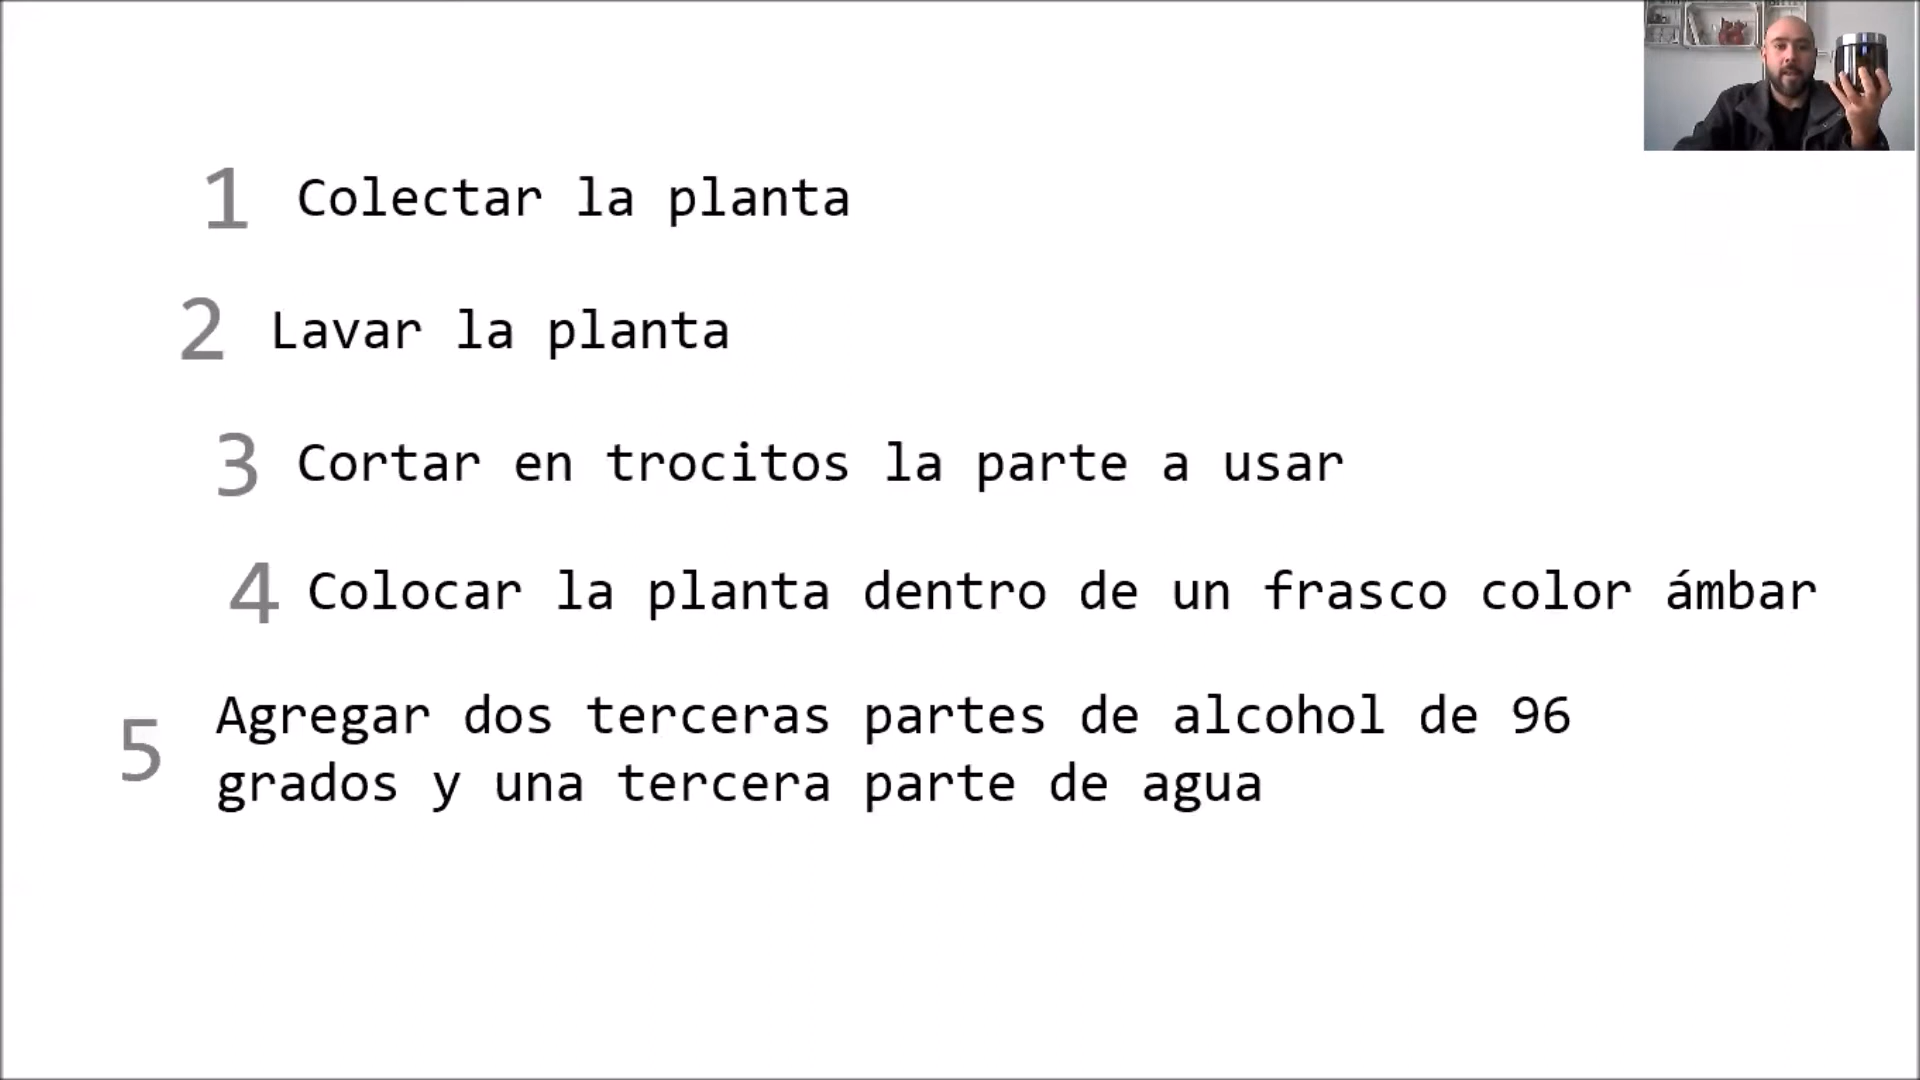 1 Colectar la planta
2 Lavar la planta
3 Cortar en trocitos la parte a usar
4 Colocar la planta dentro de un frasco color ámbar
5 Agregar dos terceras partes de alcohol de 96
grados y una tercera parte de agua